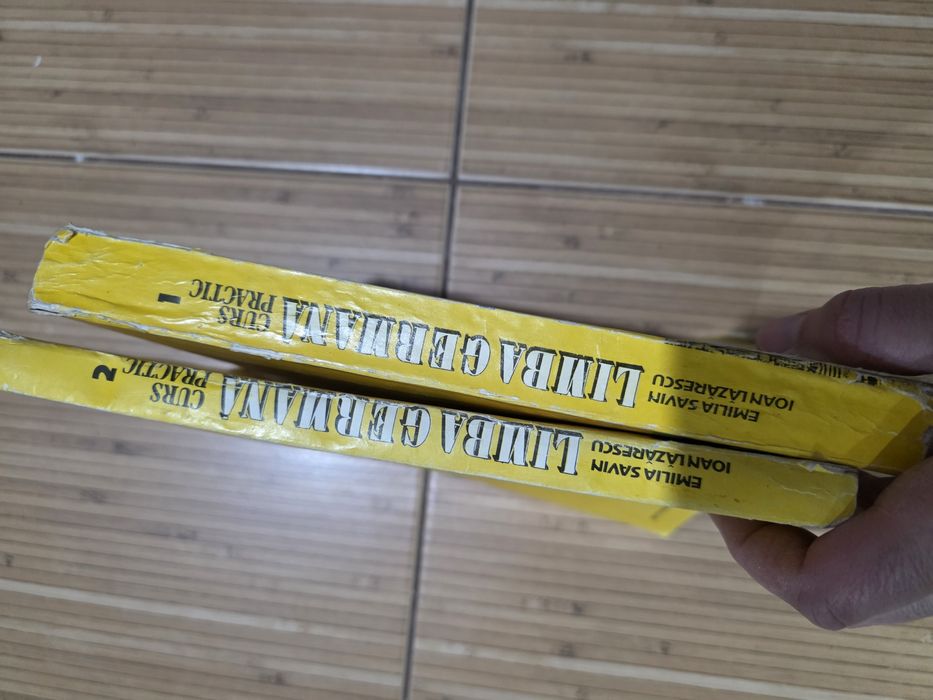 EMILIA SAVIN
IOAN LĂZĂRESCU
LIMBA GERMANĂ
CURS
PRACTIC
1
EMILIA SAVIN
IOAN LĂZĂRESCU
LIMBA GERMANĂ
CURS
PRACTIC
2